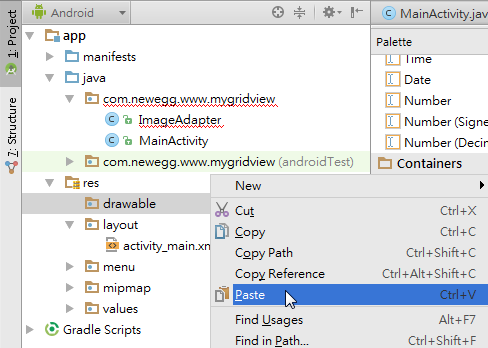 1: Project
7: Structure
Android
app
manifests
java
com.newegg.www.mygridview
ImageAdapter
MainActivity
com.newegg.www.mygridview (androidTest)
res
drawable
layout
activity_main.xm
menu
mipmap
values
Gradle Scripts
MainActivity.jav
Palette
Time
Date
Number
Number (Signe
Number (Decin
Containers
New
Cut Ctrl+X
Copy Ctrl+C
Copy Path Ctrl+Shift+C
Copy Reference Ctrl+Alt+Shift+C
Paste Ctrl+V
Find Usages Alt+F7
Find in Path... Ctrl+Shift+F